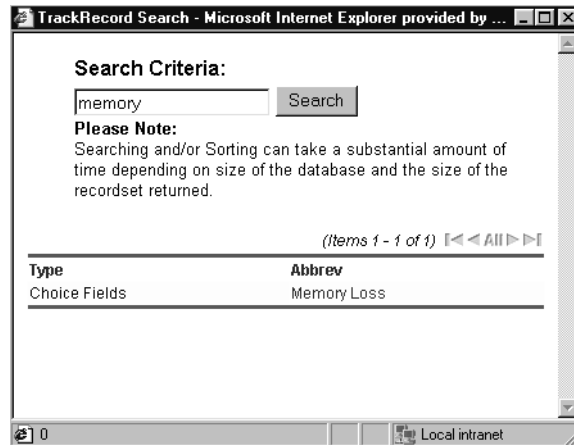 TrackRecord Search - Microsoft Internet Explorer provided by ...
Search Criteria:
memory Search
Please Note:
Searching and/or Sorting can take a substantial amount of
time depending on size of the database and the size of the
recordset returned.
(Items 1 - 1 of 1) All
Type Abbrev
Choice Fields Memory Loss
0 Local intranet